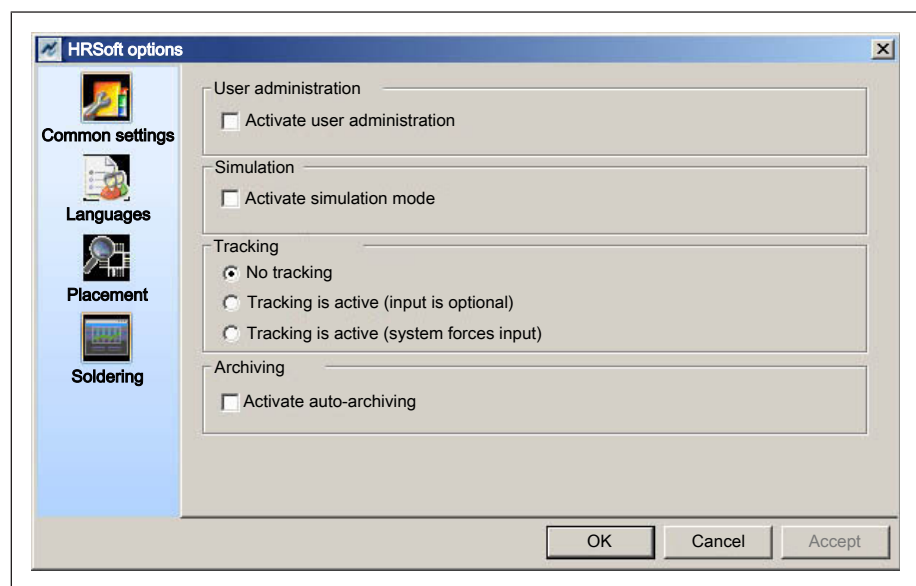 HRSoft options
Common settings
Languages
Placement
Soldering
User administration
Activate user administration
Simulation
Activate simulation mode
Tracking
No tracking
Tracking is active (input is optional)
Tracking is active (system forces input)
Archiving
Activate auto-archiving
OK
Cancel
Accept